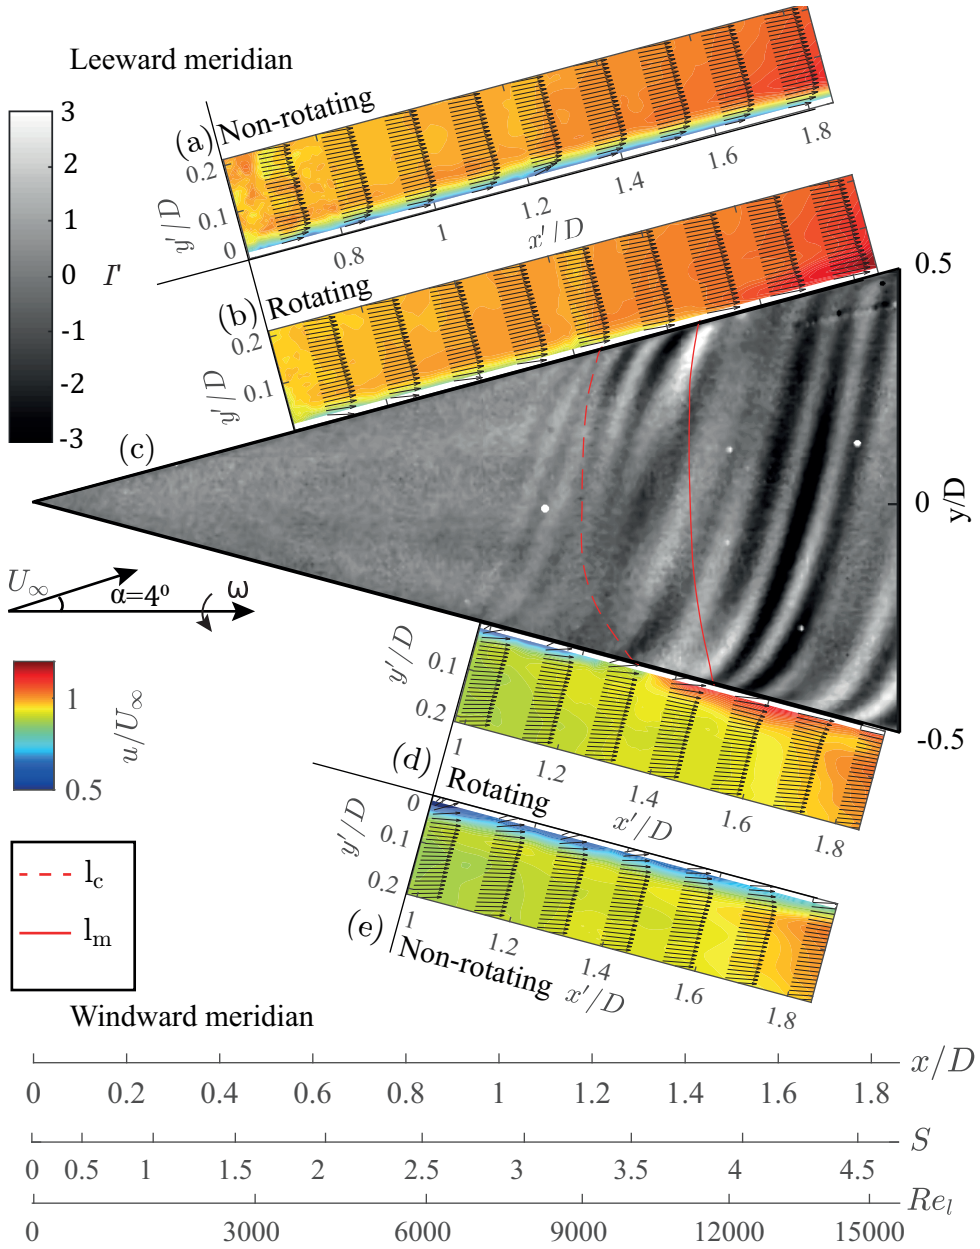 Leeward meridian
3
2
1
0
-1
-2
-3
I'
(a) Non-rotating
0.2
0.1
0
y'/D
0.8
1
1.2
1.4
1.6
1.8
x'/D
(b) Rotating
0.2
0.1
y'/D
(c)
0.5
0
-0.5
y/D
U∞
α=4º
ω
1
0.5
u/U∞
l_c
l_m
y'/D
0.1
0.2
1
1.2
1.4
1.6
1.8
x'/D
(d) Rotating
y'/D
0
0.1
0.2
1
1.2
1.4
1.6
1.8
x'/D
(e) Non-rotating
Windward meridian
0 0.2 0.4 0.6 0.8 1 1.2 1.4 1.6 1.8 x/D
0 0.5 1 1.5 2 2.5 3 3.5 4 4.5 S
0 3000 6000 9000 12000 15000 Re_l